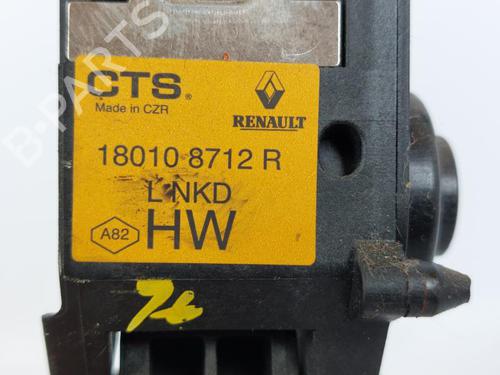 CTS®
Made in CZR
RENAULT
18010 8712 R
L NKD
A82
HW
B-PARTS